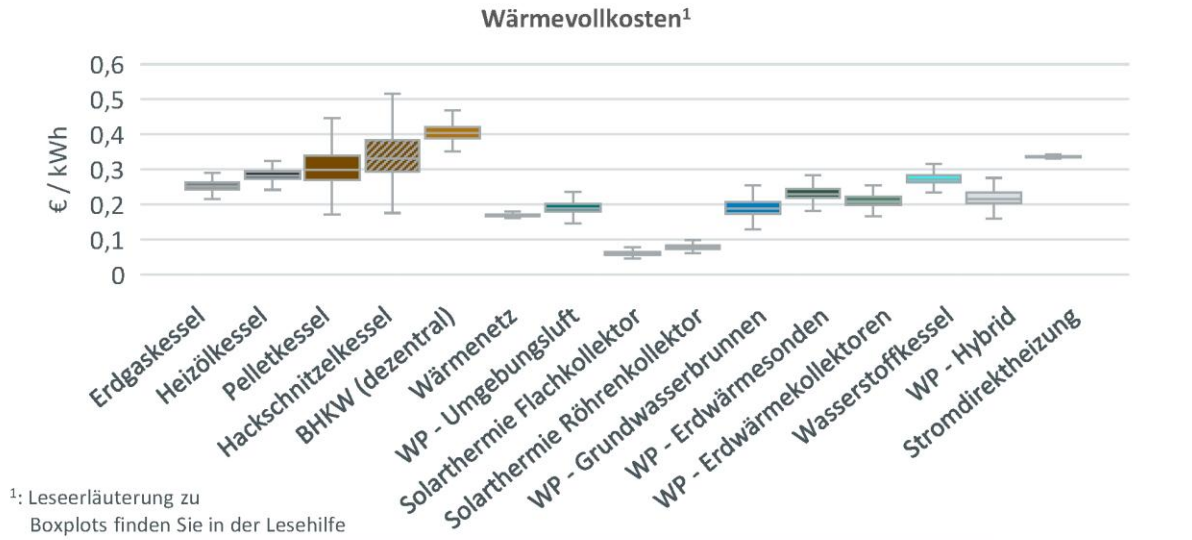 Wärmevollkosten¹
€ / kWh
0,6
0,5
0,4
0,3
0,2
0,1
0
Erdgaskessel
Heizölkessel
Pelletkessel
Hackschnitzelkessel
BHKW (dezentral)
Wärmenetz
WP - Umgebungsluft
Solarthermie Flachkollektor
Solarthermie Röhrenkollektor
WP - Grundwasserbrunnen
WP - Erdwärmesonden
WP - Erdwärmekollektoren
Wasserstoffkessel
WP - Hybrid
Stromdirektheizung
¹: Leseerläuterung zu
Boxplots finden Sie in der Lesehilfe